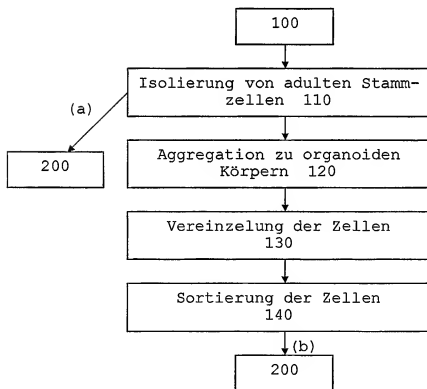 100
Isolierung von adulten Stamm-
zellen 110
(a)
200
Aggregation zu organoiden
Körpern 120
Vereinzelung der Zellen
130
Sortierung der Zellen
140
(b)
200